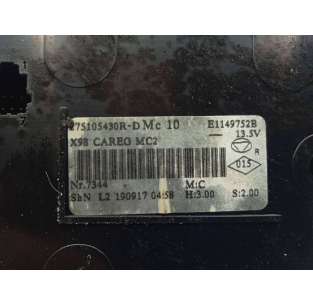 275105430R-D Mc 10 E1149752B
13.5V
X98 CAREG MC2
R
015
Nr.7344 M:C
SbN L2 190917 04:58 H:3.00 S:2.00